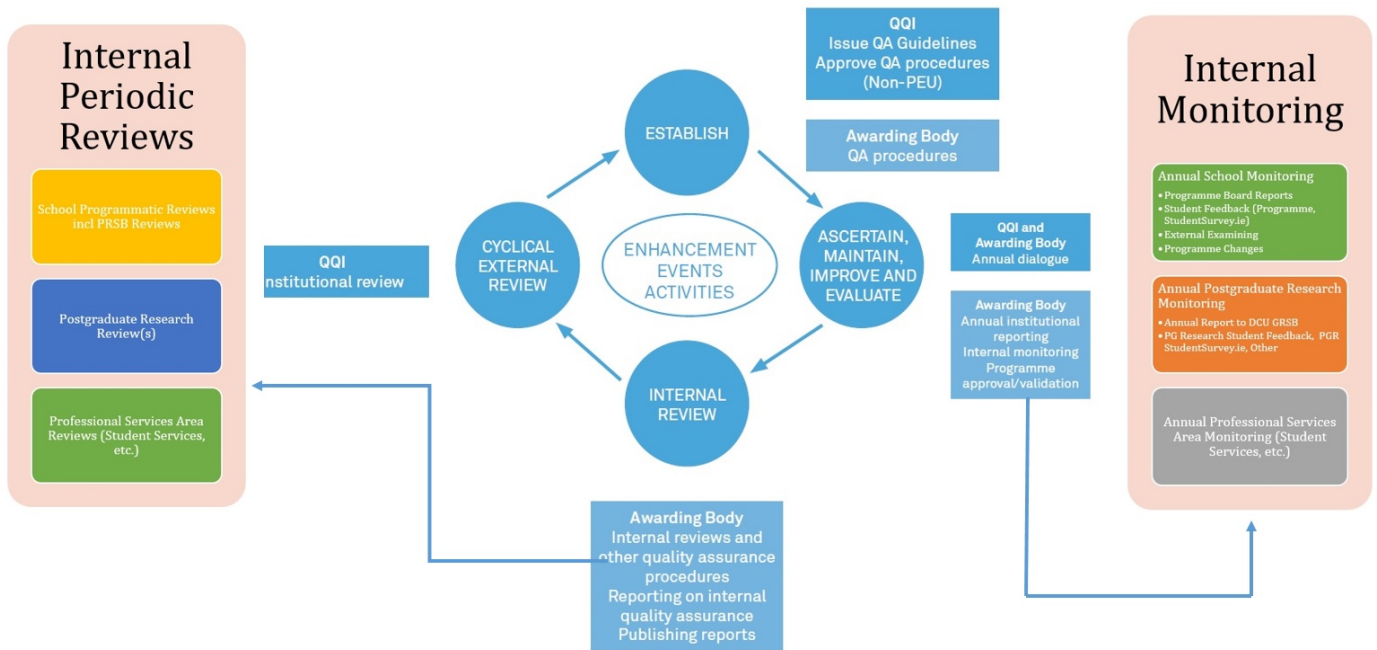 Internal
Periodic
Reviews
School Programmatic Reviews
incl PRSB Reviews
Postgraduate Research
Review(s)
Professional Services Area
Reviews (Student Services,
etc.)
QQI
nstitutional review
ESTABLISH
CYCLICAL
EXTERNAL
REVIEW
ENHANCEMENT
EVENTS
ACTIVITIES
ASCERTAIN,
MAINTAIN,
IMPROVE AND
EVALUATE
INTERNAL
REVIEW
QQI
Issue QA Guidelines
Approve QA procedures
(Non-PEU)
Awarding Body
QA procedures
QQI and
Awarding Body
Annual dialogue
Awarding Body
Annual institutional
reporting
Internal monitoring
Programme
approval/validation
Awarding Body
Internal reviews and
other quality assurance
procedures
Reporting on internal
quality assurance
Publishing reports
Internal
Monitoring
Annual School Monitoring
• Programme Board Reports
• Student Feedback (Programme,
StudentSurvey.ie)
• External Examining
• Programme Changes
Annual Postgraduate Research
Monitoring
• Annual Report to DCU GRSB
• PG Research Student Feedback, PGR
StudentSurvey.ie, Other
Annual Professional Services
Area Monitoring (Student
Services, etc.)